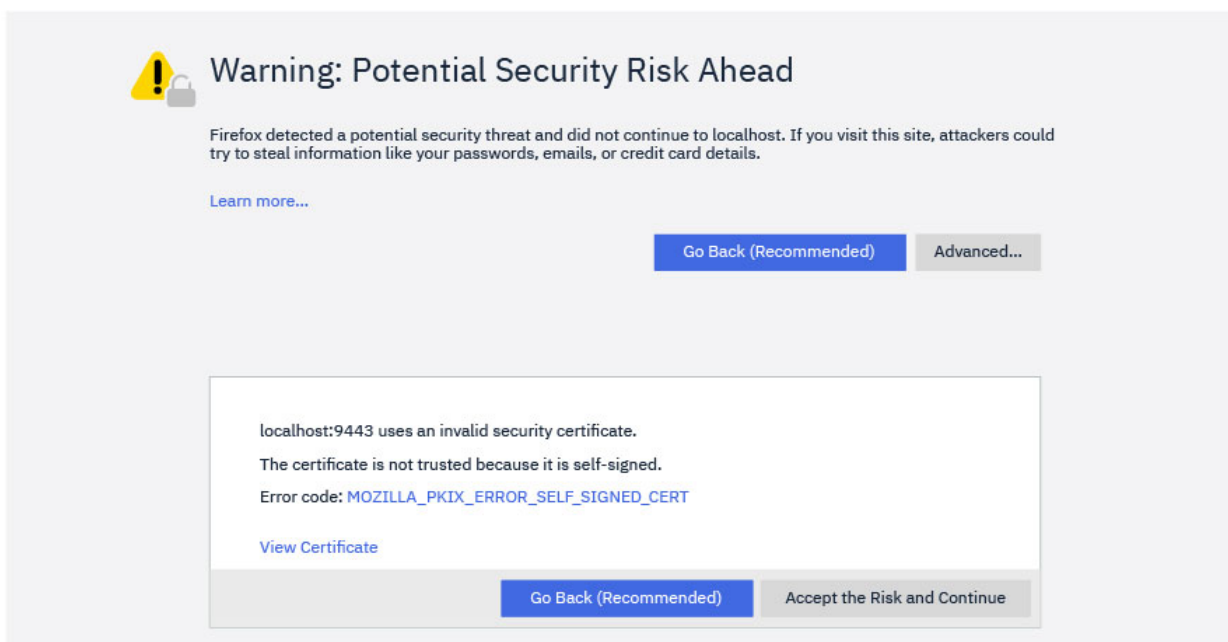 Warning: Potential Security Risk Ahead
Firefox detected a potential security threat and did not continue to localhost. If you visit this site, attackers could
try to steal information like your passwords, emails, or credit card details.
Learn more...
Go Back (Recommended) Advanced...
localhost:9443 uses an invalid security certificate.
The certificate is not trusted because it is self-signed.
Error code: MOZILLA_PKIX_ERROR_SELF_SIGNED_CERT
View Certificate
Go Back (Recommended) Accept the Risk and Continue